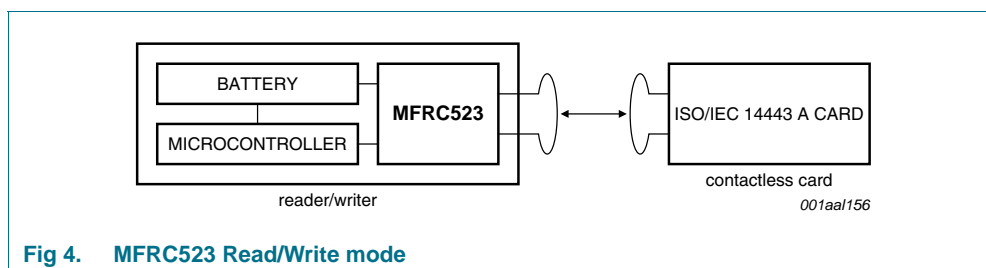 BATTERY
MICROCONTROLLER
MFRC523
ISO/IEC 14443 A CARD
reader/writer
contactless card
001aal156
Fig 4. MFRC523 Read/Write mode